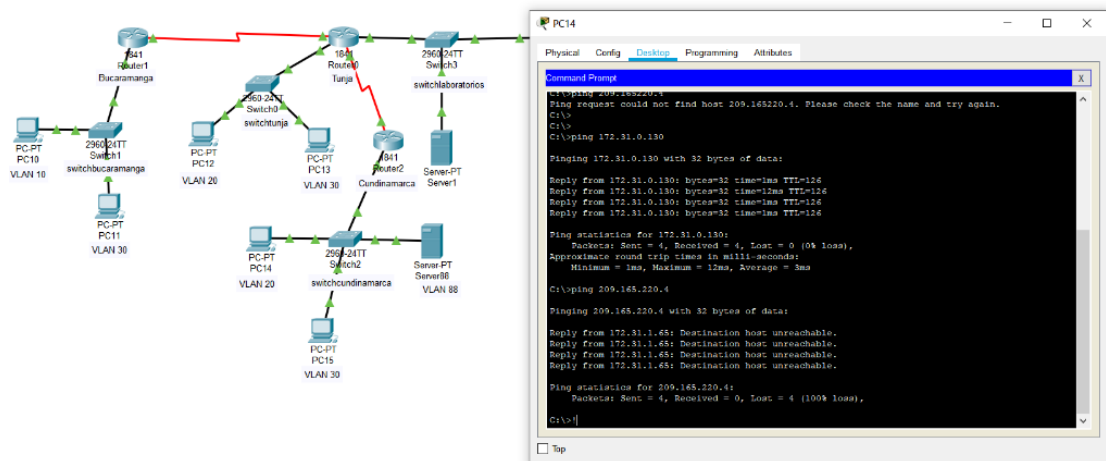 1841
Router1
Bucaramanga
1841
Router0
Tunja
2960-24TT
Switch3
switchlaboratorios
2960-24TT
Switch0
switchtunja
PC-PT
PC10
VLAN 10
2960-24TT
Switch1
switchbucaramanga
PC-PT
PC12
VLAN 20
PC-PT
PC13
VLAN 30
1841
Router2
Cundinamarca
Server-PT
Server1
PC-PT
PC11
VLAN 30
PC-PT
PC14
VLAN 20
2960-24TT
Switch2
switchcundinamarca
Server-PT
Server88
VLAN 88
PC-PT
PC15
VLAN 30
PC14
Physical Config Desktop Programming Attributes
Command Prompt X
C:\>ping 209.165220.4
Ping request could not find host 209.165220.4. Please check the name and try again.
C:\>
C:\>
C:\>ping 172.31.0.130
Pinging 172.31.0.130 with 32 bytes of data:
Reply from 172.31.0.130: bytes=32 time=1ms TTL=126
Reply from 172.31.0.130: bytes=32 time=12ms TTL=126
Reply from 172.31.0.130: bytes=32 time=1ms TTL=126
Reply from 172.31.0.130: bytes=32 time=1ms TTL=126
Ping statistics for 172.31.0.130:
Packets: Sent = 4, Received = 4, Lost = 0 (0% loss),
Approximate round trip times in milli-seconds:
Minimum = 1ms, Maximum = 12ms, Average = 3ms
C:\>ping 209.165.220.4
Pinging 209.165.220.4 with 32 bytes of data:
Reply from 172.31.1.65: Destination host unreachable.
Reply from 172.31.1.65: Destination host unreachable.
Reply from 172.31.1.65: Destination host unreachable.
Reply from 172.31.1.65: Destination host unreachable.
Ping statistics for 209.165.220.4:
Packets: Sent = 4, Received = 0, Lost = 4 (100% loss),
C:\>!
Top